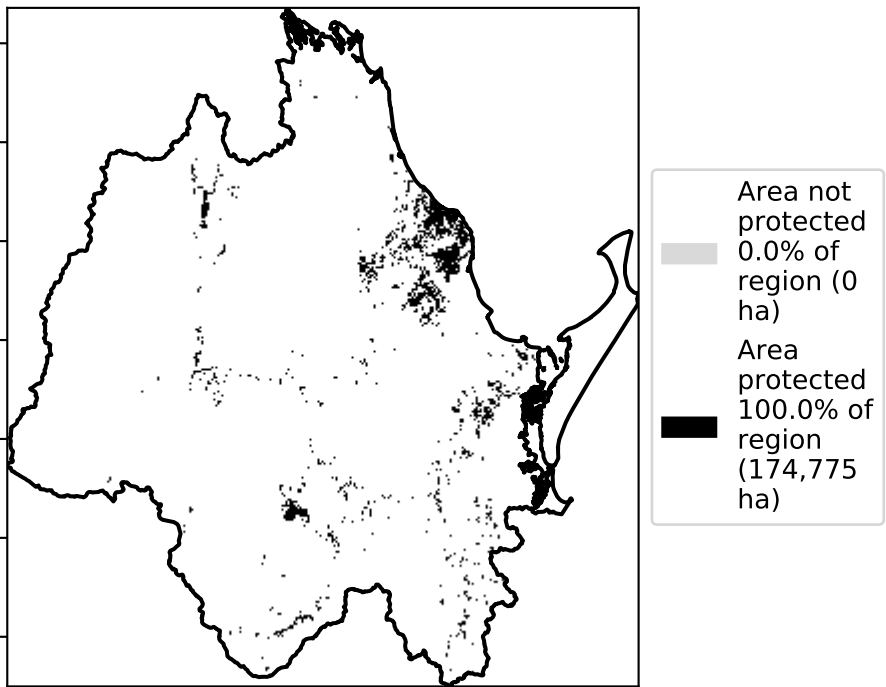 Area not
protected
0.0% of
region (0
ha)
Area
protected
100.0% of
region
(174,775
ha)